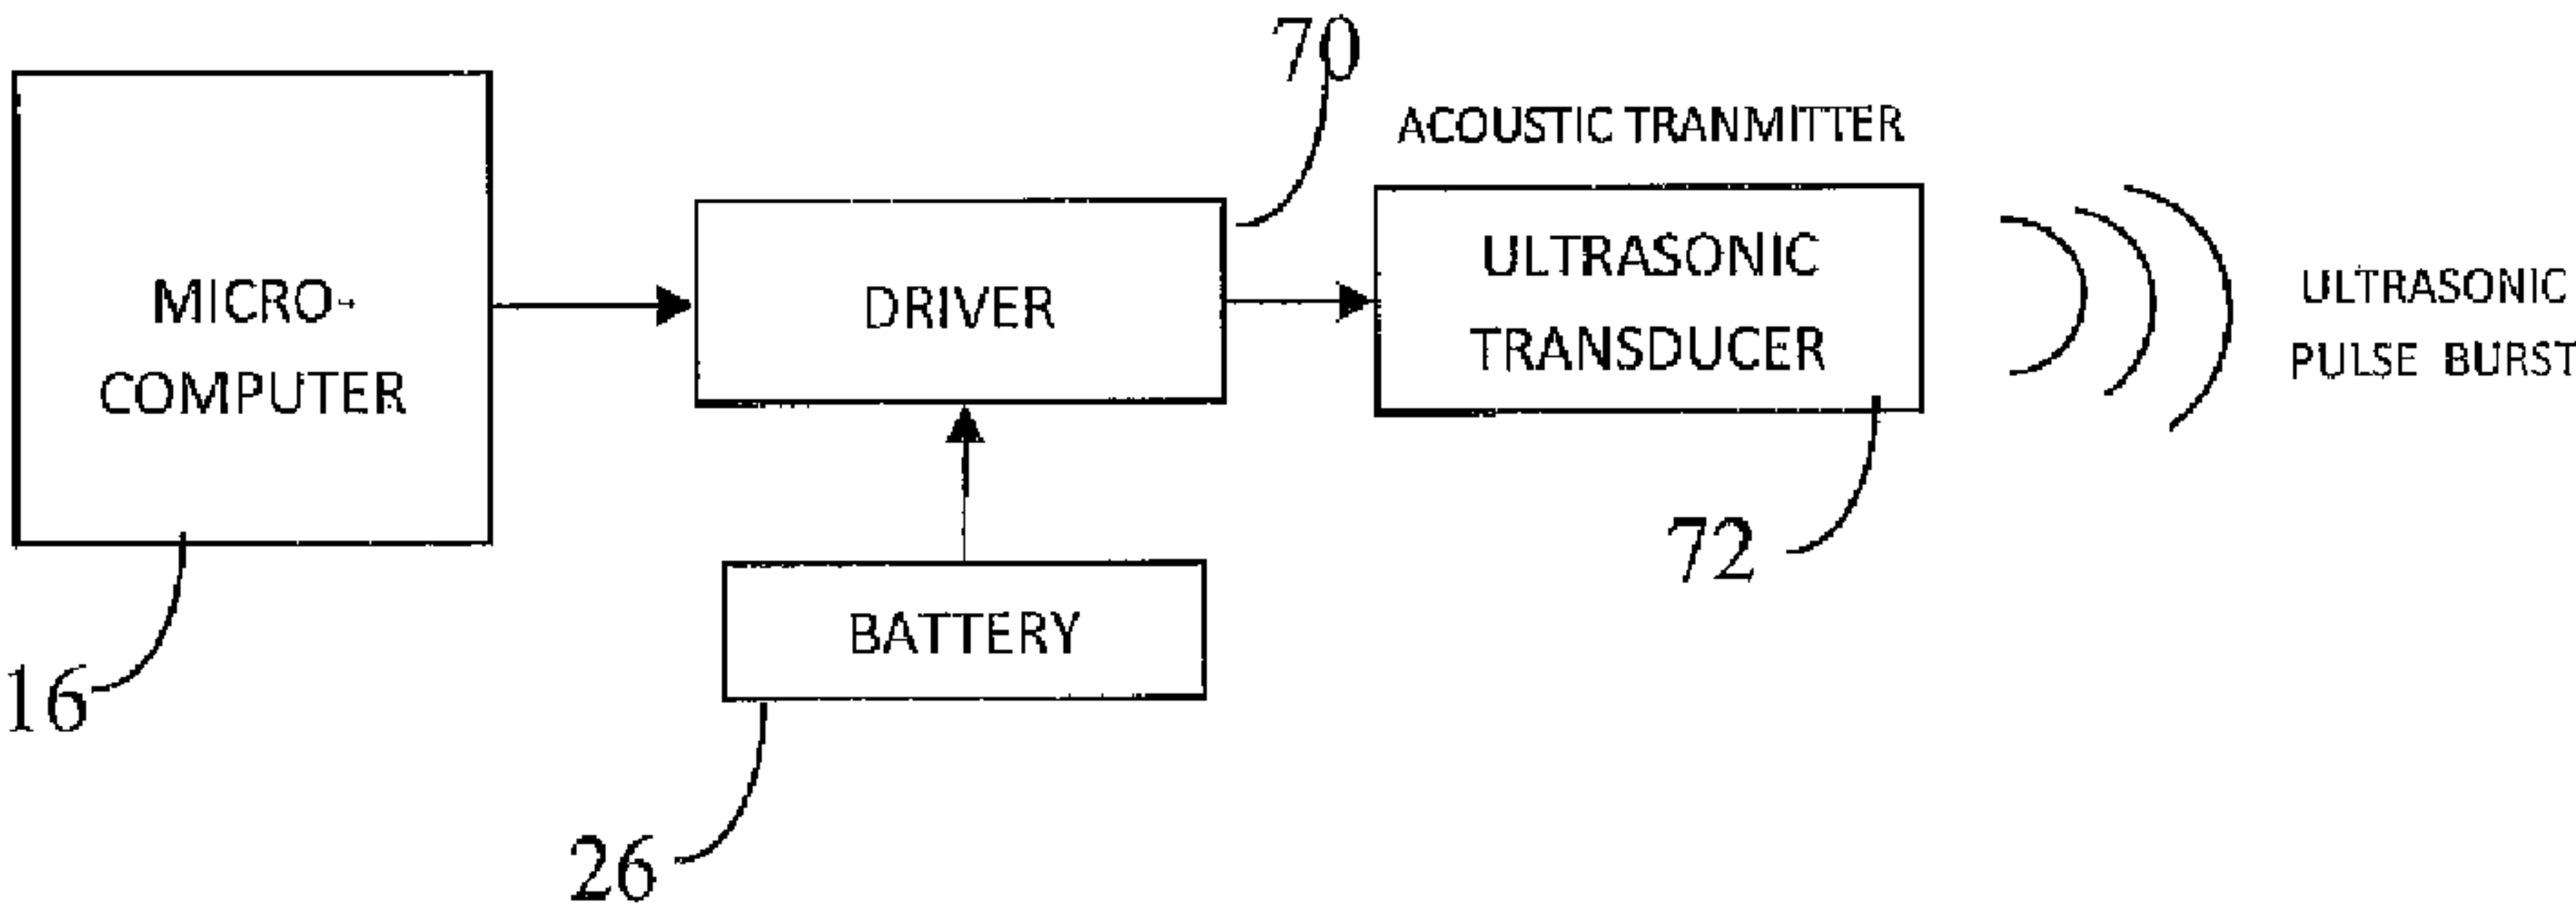 70
ACOUSTIC TRANMITTER
MICRO-
COMPUTER
DRIVER
ULTRASONIC
TRANSDUCER
ULTRASONIC
PULSE BURST
72
BATTERY
16
26